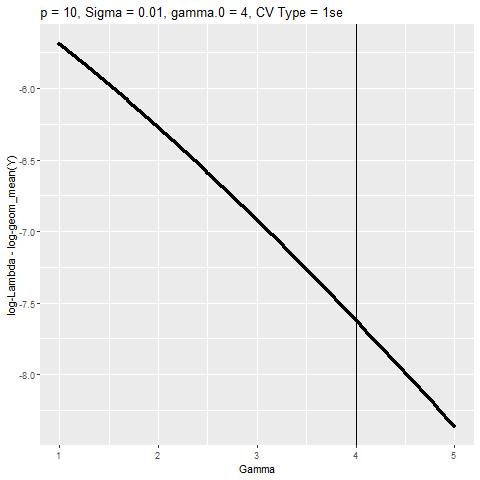 p = 10, Sigma = 0.01, gamma.0 = 4, CV Type = 1se
log-Lambda - log-geom_mean(Y)
-6.0
-6.5
-7.0
-7.5
-8.0
1 2 3 4 5
Gamma